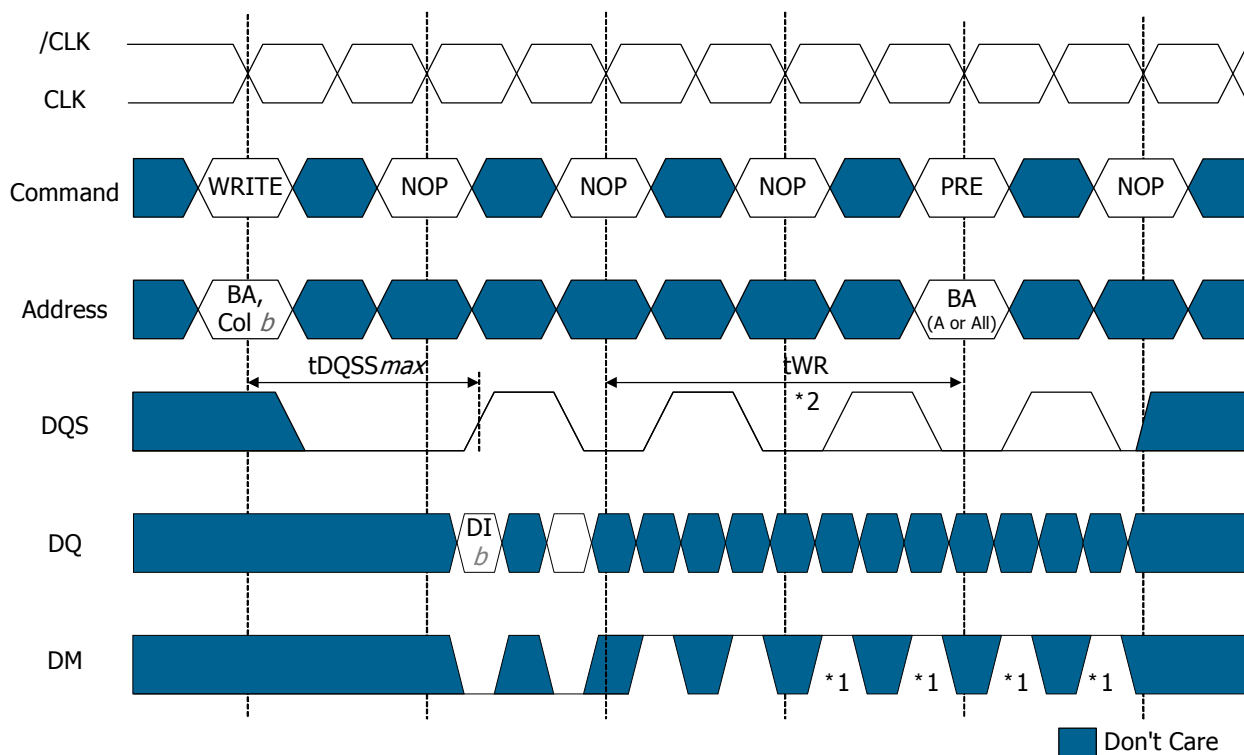 /CLK
CLK
Command
WRITE NOP NOP NOP PRE NOP
Address
BA,
Col b
BA
(A or All)
tDQSSmax
tWR
*2
DQS
DQ
DI
b
DM
*1 *1 *1 *1
Don't Care